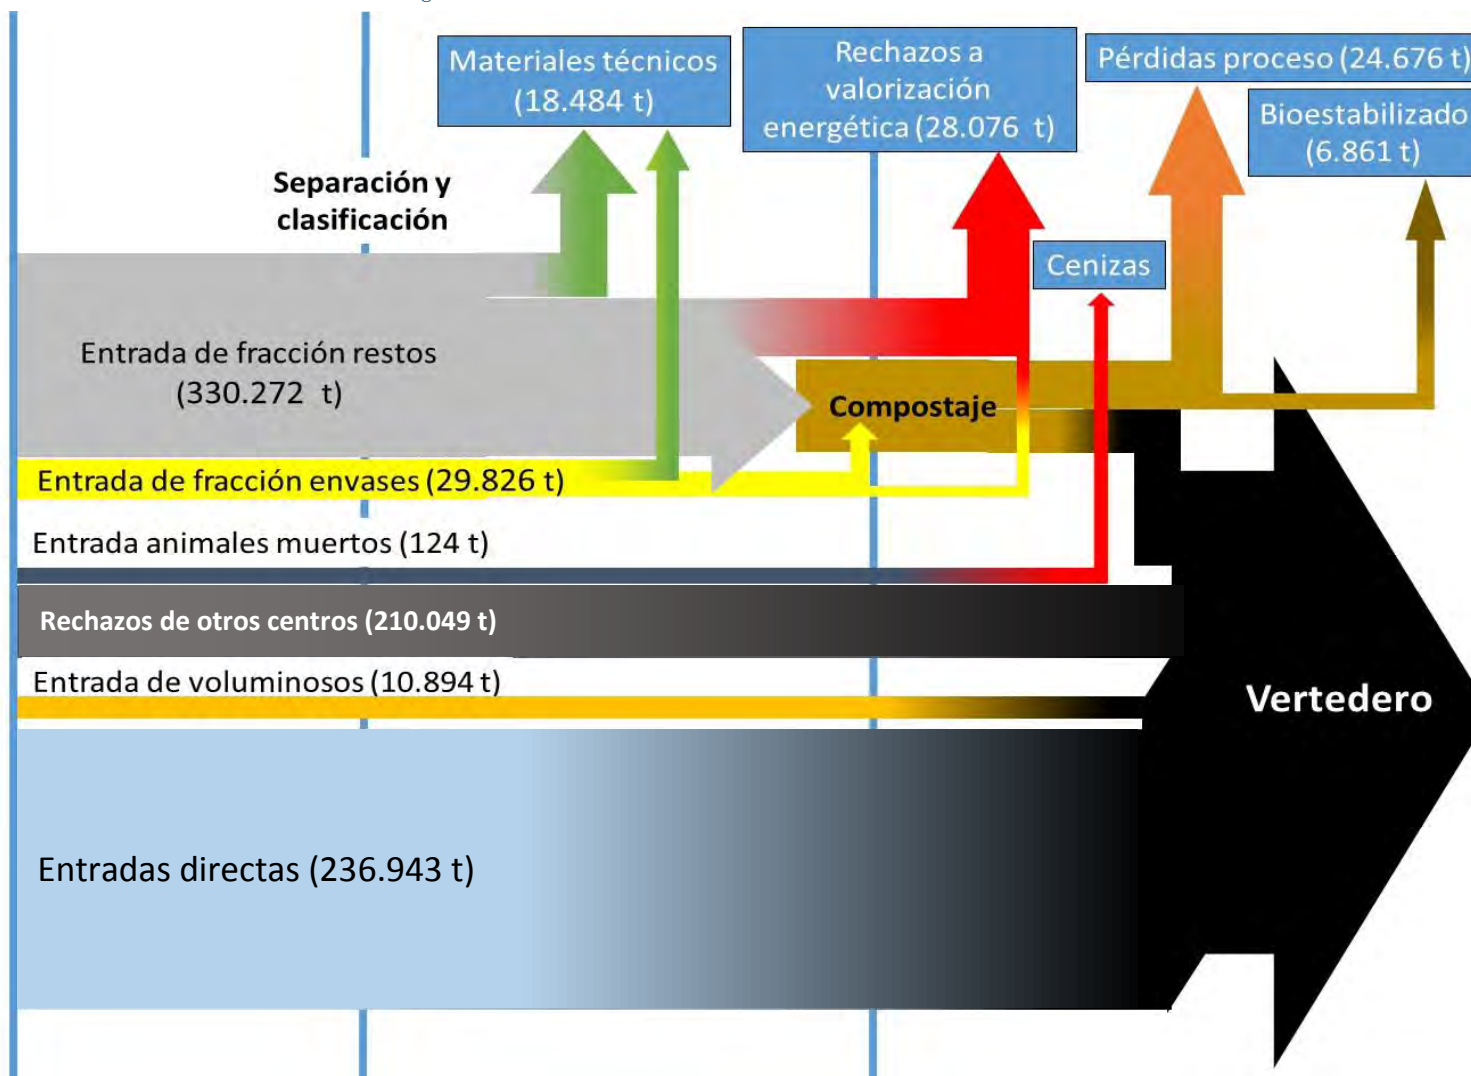 Materiales técnicos
(18.484 t)
Rechazos a
valorización
energética (28.076 t)
Pérdidas proceso (24.676 t)
Bioestabilizado
(6.861 t)
Separación y
clasificación
Cenizas
Entrada de fracción restos
(330.272 t)
Compostaje
Entrada de fracción envases (29.826 t)
Entrada animales muertos (124 t)
Rechazos de otros centros (210.049 t)
Entrada de voluminosos (10.894 t)
Vertedero
Entradas directas (236.943 t)